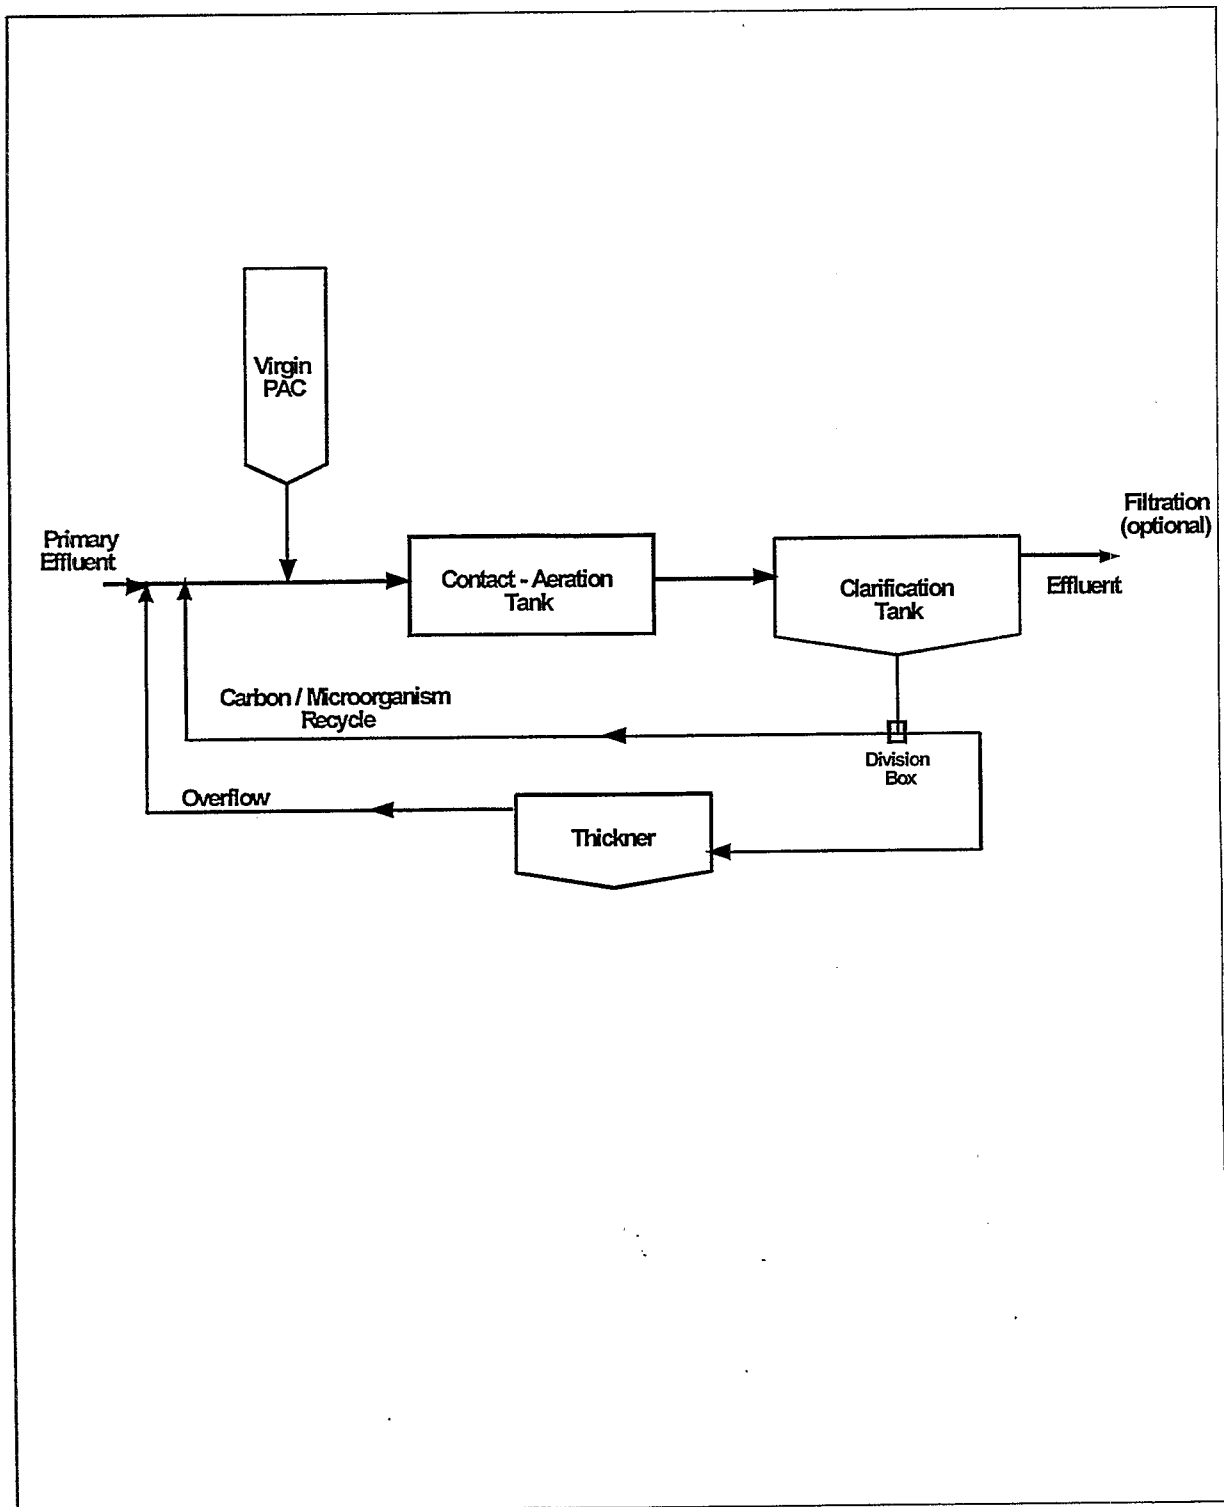 Virgin
PAC
Primary
Effluent
Contact - Aeration
Tank
Clarification
Tank
Filtration
(optional)
Effluent
Carbon / Microorganism
Recycle
Division
Box
Overflow
Thickner